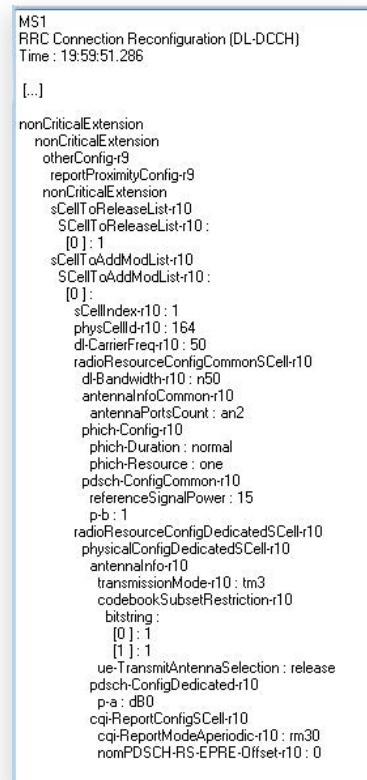 MS1
RRC Connection Reconfiguration (DL-DCCH)
Time : 19:59:51.286
[...]
nonCriticalExtension
nonCriticalExtension
otherConfig-r9
reportProximityConfig-r9
nonCriticalExtension
sCellToReleaseList-r10
SCellToReleaseList-r10 :
[0 ] : 1
sCellToAddModList-r10
SCellToAddModList-r10 :
[0 ] :
sCellIndex-r10 : 1
physCellId-r10 : 164
dl-CarrierFreq-r10 : 50
radioResourceConfigCommonSCell-r10
dl-Bandwidth-r10 : n50
antennaInfoCommon-r10
antennaPortsCount : an2
phich-Config-r10
phich-Duration : normal
phich-Resource : one
pdsch-ConfigCommon-r10
referenceSignalPower : 15
p-b : 1
radioResourceConfigDedicatedSCell-r10
physicalConfigDedicatedSCell-r10
antennaInfo-r10
transmissionMode-r10 : tm3
codebookSubsetRestriction-r10
bitstring :
[0 ] : 1
[1 ] : 1
ue-TransmitAntennaSelection : release
pdsch-ConfigDedicated-r10
p-a : dB0
cqi-ReportConfigSCell-r10
cqi-ReportModeAperiodic-r10 : rm30
nomPDSCH-RS-EPRE-Offset-r10 : 0